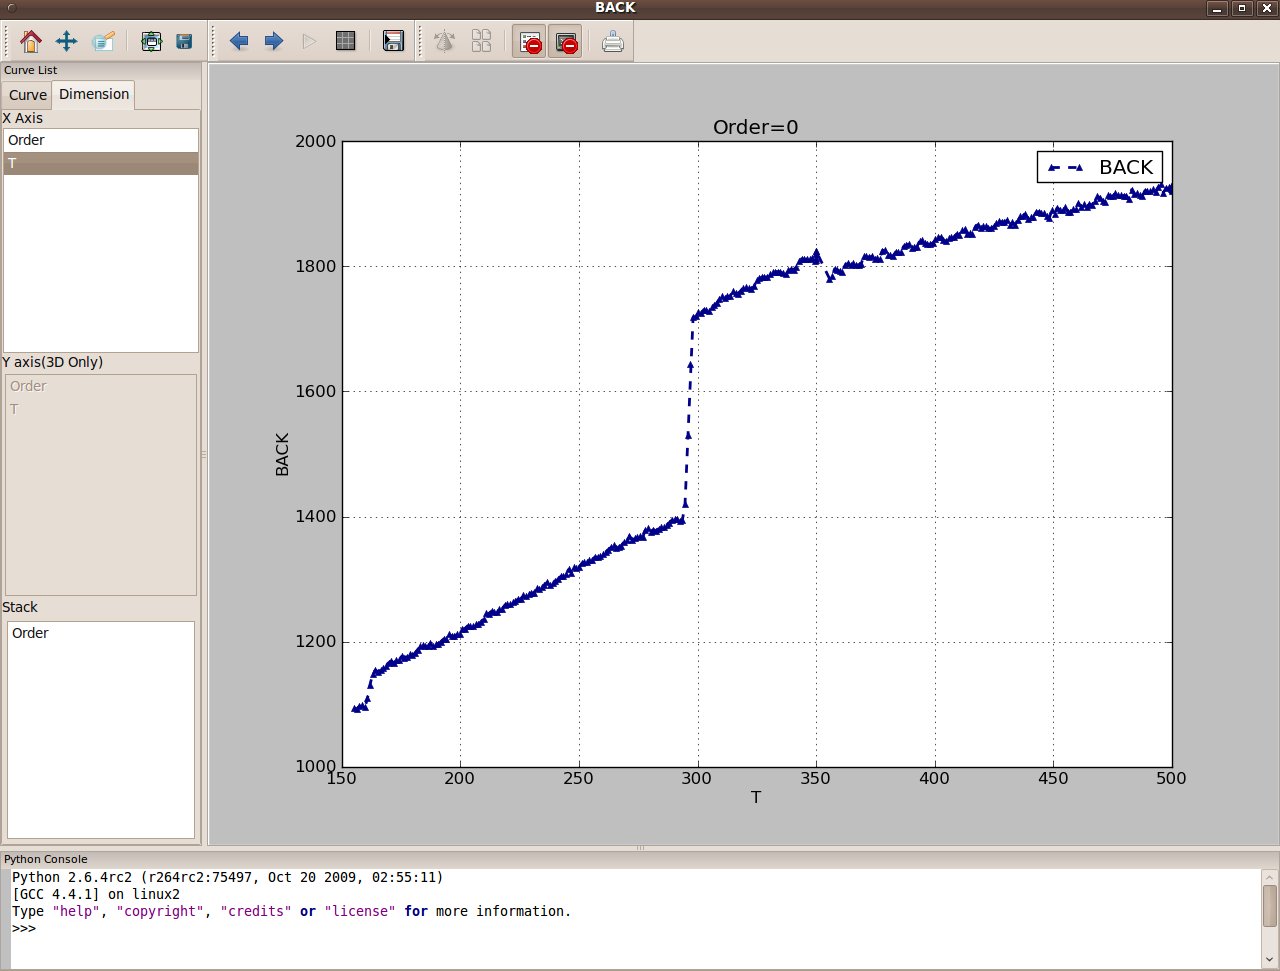 BACK
Curve List
Curve Dimension
X Axis
Order
T
Y axis(3D Only)
Order
T
Stack
Order
Order=0
BACK
2000
1800
1600
1400
1200
1000
BACK
150 200 250 300 350 400 450 500
T
Python Console
Python 2.6.4rc2 (r264rc2:75497, Oct 20 2009, 02:55:11)
[GCC 4.4.1] on linux2
Type "help", "copyright", "credits" or "license" for more information.
>>>